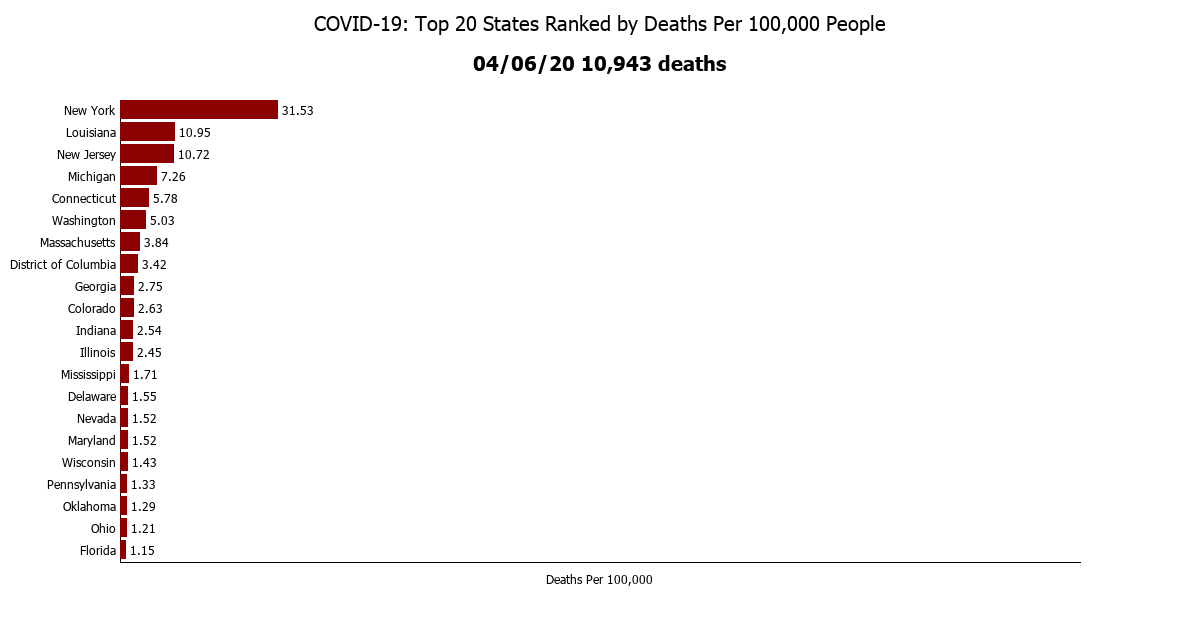 COVID-19: Top 20 States Ranked by Deaths Per 100,000 People
04/06/20 10,943 deaths
New York 31.53
Louisiana 10.95
New Jersey 10.72
Michigan 7.26
Connecticut 5.78
Washington 5.03
Massachusetts 3.84
District of Columbia 3.42
Georgia 2.75
Colorado 2.63
Indiana 2.54
Illinois 2.45
Mississippi 1.71
Delaware 1.55
Nevada 1.52
Maryland 1.52
Wisconsin 1.43
Pennsylvania 1.33
Oklahoma 1.29
Ohio 1.21
Florida 1.15
Deaths Per 100,000